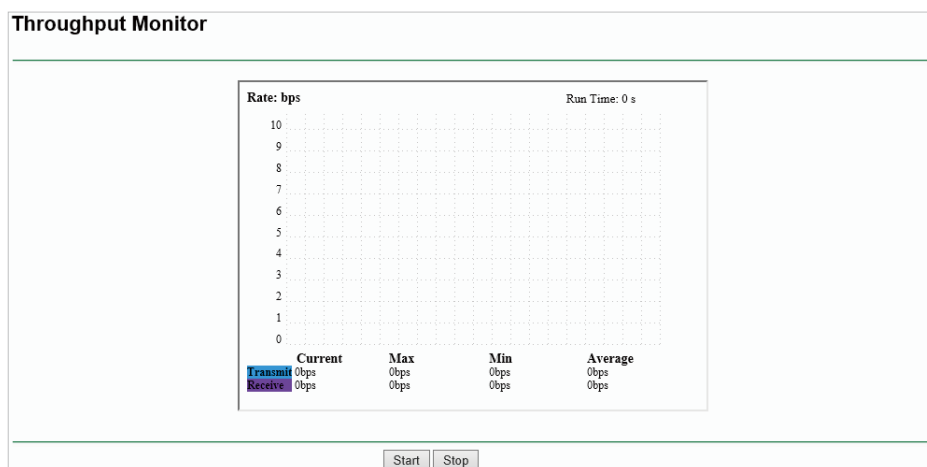 Throughput Monitor
Rate: bps Run Time: 0 s
10
9
8
7
6
5
4
3
2
1
0
Current Max Min Average
Transmit 0bps 0bps 0bps 0bps
Receive 0bps 0bps 0bps 0bps
Start Stop